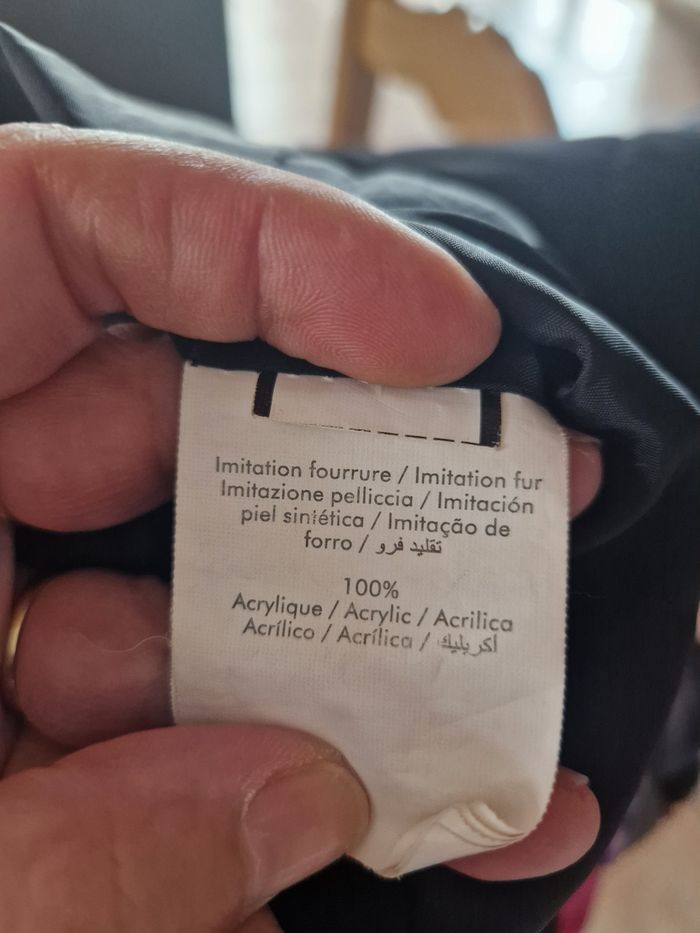 Imitation fourrure / Imitation fur
Imitazione pelliccia / Imitación
piel sintética / Imitação de
forro / تقليد فرو
100%
Acrylique / Acrylic / Acrilica
Acrílico / Acrílica / أكريليك